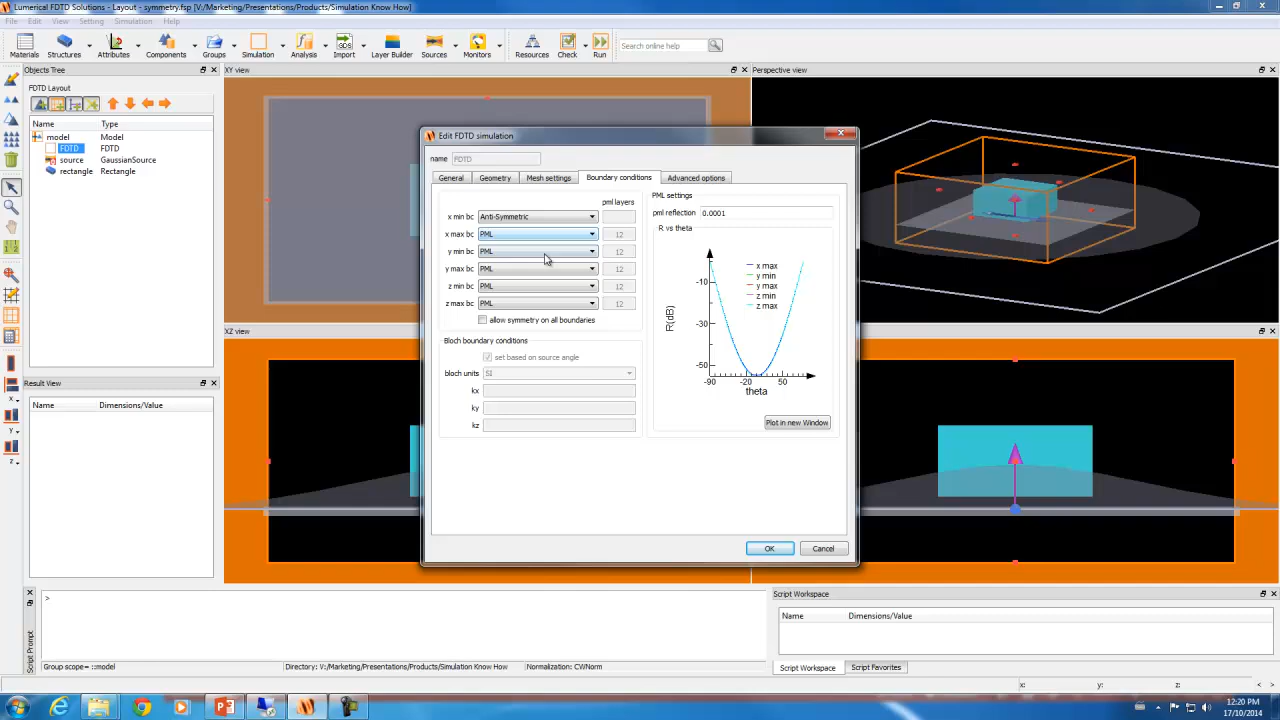 Lumerical FDTD Solutions - Layout - symmetry.fsp [V:/Marketing/Presentations/Products/Simulation Know How]
File Edit View Setting Simulation Help
Materials Structures Attributes Components Groups Simulation Analysis Import Layer Builder Sources Monitors Resources Check Run Search online help
Objects Tree
FDTD Layout
Name Type
model Model
FDTD FDTD
source GaussianSource
rectangle Rectangle
Result View
Name Dimensions/Value
XY view
Perspective view
XZ view
Edit FDTD simulation
name FDTD
General Geometry Mesh settings Boundary conditions Advanced options
pml layers
x min bc Anti-Symmetric
x max bc PML 12
y min bc PML 12
y max bc PML 12
z min bc PML 12
z max bc PML 12
allow symmetry on all boundaries
Bloch boundary conditions
set based on source angle
bloch units SI
kx
ky
kz
PML settings
pml reflection 0.0001
R vs theta
x max
y min
y max
z min
z max
R(dB)
-10
-30
-50
-90 -20 50
theta
Plot in new Window
OK Cancel
x
y
z
Script Prompt
>
Group scope= ::model Directory: V:/Marketing/Presentations/Products/Simulation Know How Normalization: CWNorm
Script Workspace
Name Dimensions/Value
Script Workspace Script Favorites
x: y: z:
12:20 PM
17/10/2014